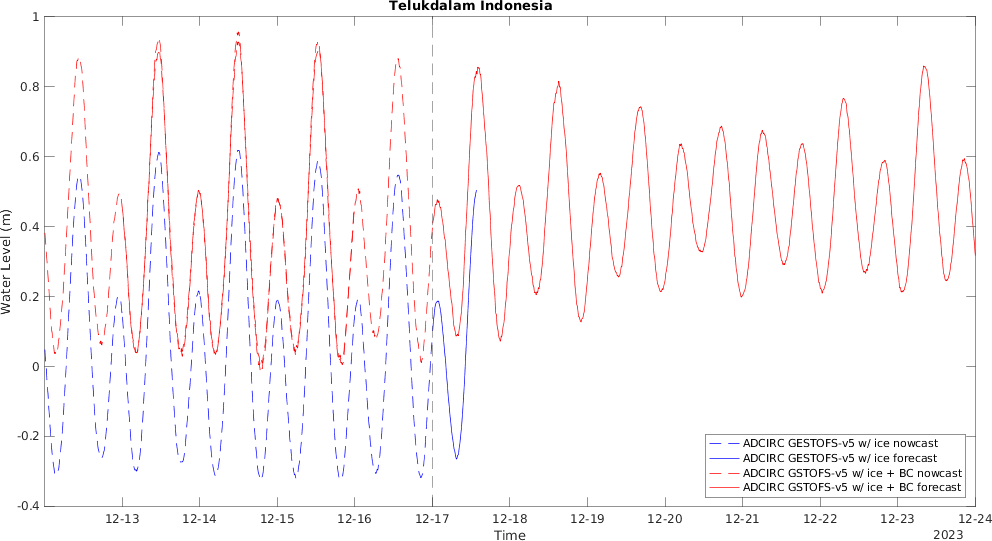 Telukdalam Indonesia
1
0.8
0.6
0.4
0.2
0
-0.2
-0.4
Water Level (m)
ADCIRC GESTOFS-v5 w/ ice nowcast
ADCIRC GESTOFS-v5 w/ ice forecast
ADCIRC GSTOFS-v5 w/ ice + BC nowcast
ADCIRC GSTOFS-v5 w/ ice + BC forecast
12-13 12-14 12-15 12-16 12-17 12-18 12-19 12-20 12-21 12-22 12-23 12-24
Time
2023